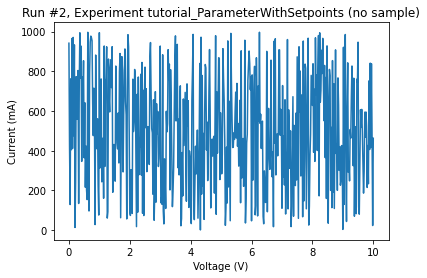 Run #2, Experiment tutorial_ParameterWithSetpoints (no sample)
1000
800
600
400
200
0
Current (mA)
0 2 4 6 8 10
Voltage (V)